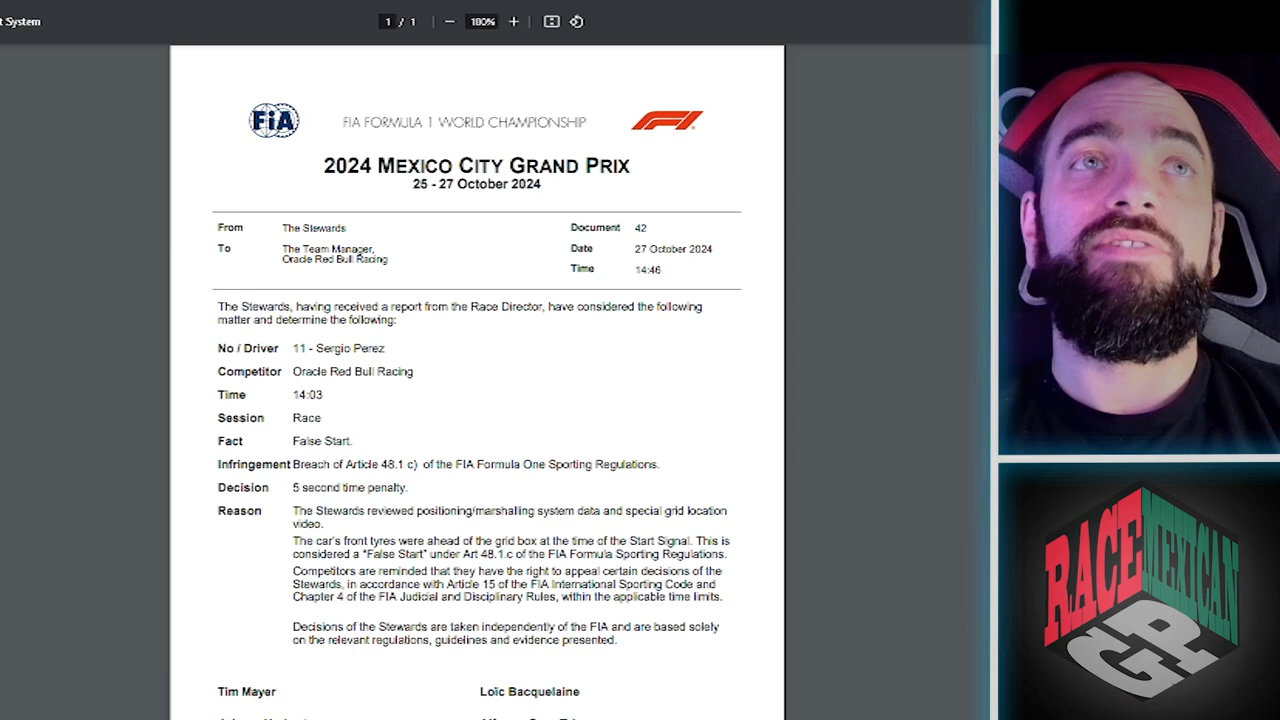 t System
1 / 1
180%
FIA
FIA FORMULA 1 WORLD CHAMPIONSHIP
2024 MEXICO CITY GRAND PRIX
25 - 27 October 2024
From The Stewards Document 42
To The Team Manager, Date 27 October 2024
Oracle Red Bull Racing
Time 14:46
The Stewards, having received a report from the Race Director, have considered the following
matter and determine the following:
No / Driver 11 - Sergio Perez
Competitor Oracle Red Bull Racing
Time 14:03
Session Race
Fact False Start.
Infringement Breach of Article 48.1 c) of the FIA Formula One Sporting Regulations.
Decision 5 second time penalty.
Reason The Stewards reviewed positioning/marshalling system data and special grid location
video.
The car's front tyres were ahead of the grid box at the time of the Start Signal. This is
considered a "False Start" under Art 48.1.c of the FIA Formula Sporting Regulations.
Competitors are reminded that they have the right to appeal certain decisions of the
Stewards, in accordance with Article 15 of the FIA International Sporting Code and
Chapter 4 of the FIA Judicial and Disciplinary Rules, within the applicable time limits.
Decisions of the Stewards are taken independently of the FIA and are based solely
on the relevant regulations, guidelines and evidence presented.
Tim Mayer Loïc Bacquelaine
RACE
MEXICAN
GP